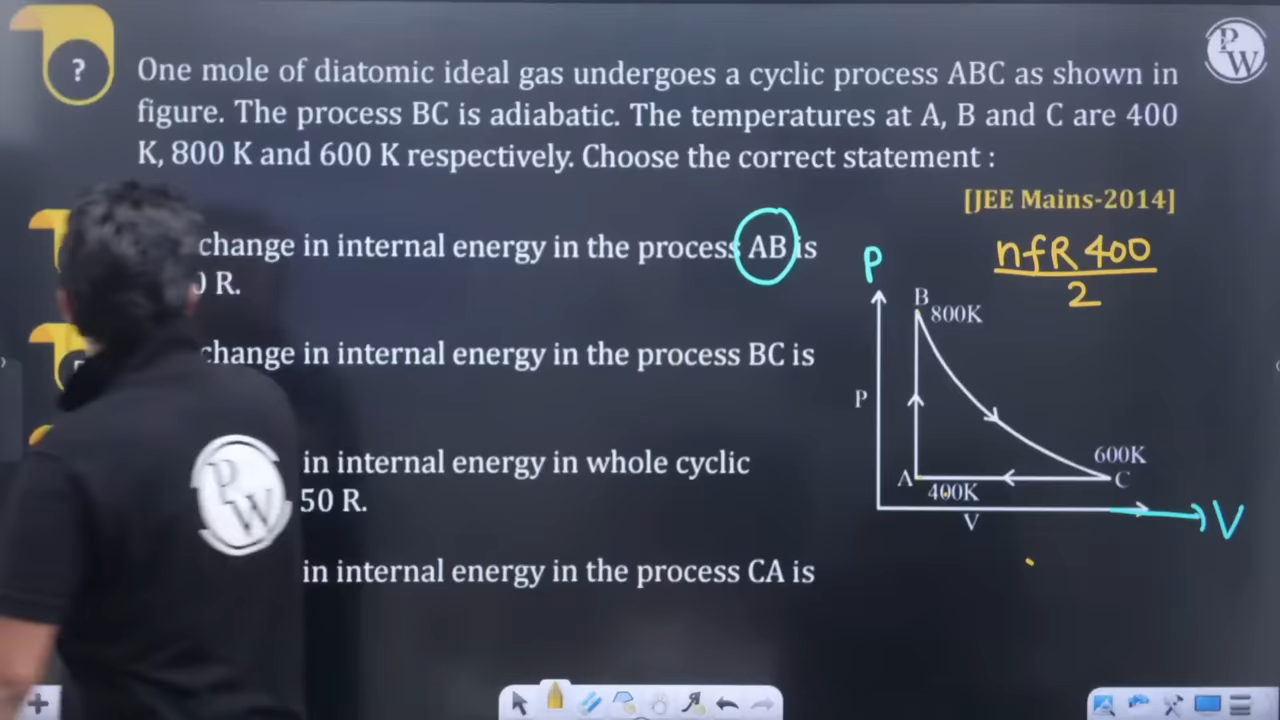 ?
One mole of diatomic ideal gas undergoes a cyclic process ABC as shown in
figure. The process BC is adiabatic. The temperatures at A, B and C are 400
K, 800 K and 600 K respectively. Choose the correct statement :
[JEE Mains-2014]
change in internal energy in the process AB is
R.
change in internal energy in the process BC is
in internal energy in whole cyclic
50 R.
in internal energy in the process CA is
nfR 400
2
P
B
800K
P
600K
A
C
400K
V
V
P
W
P
W